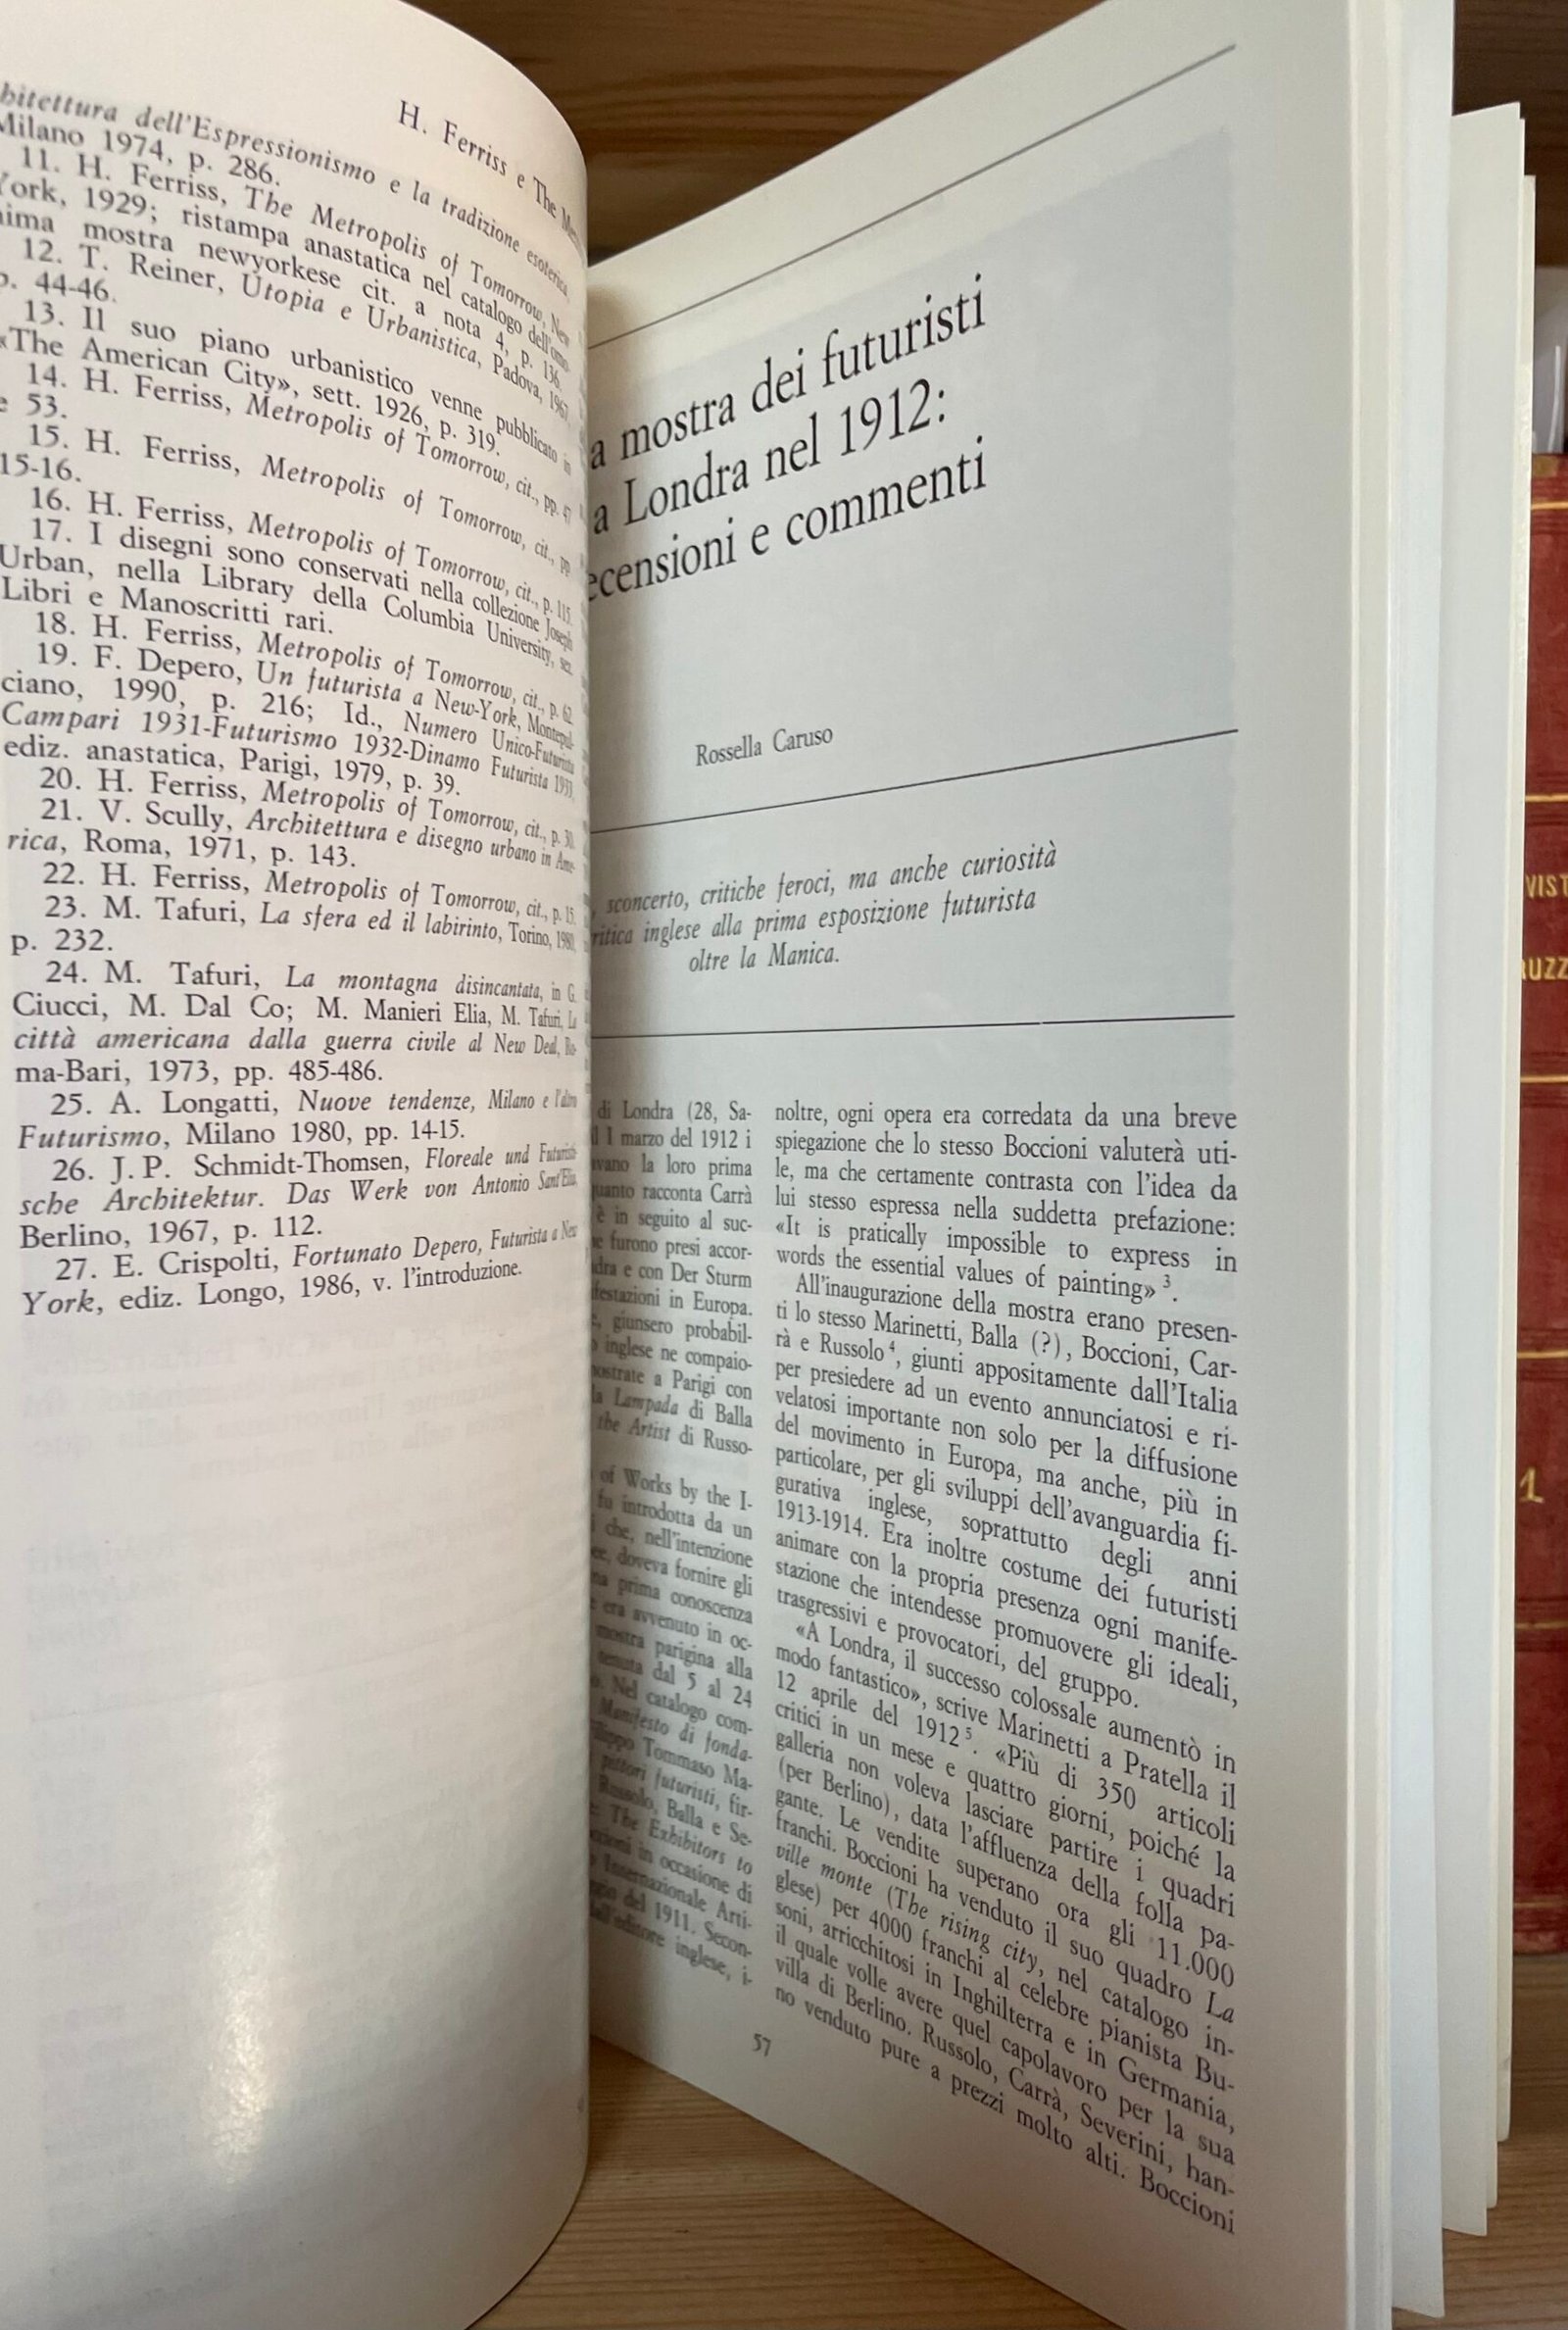 H. Ferriss e The
bitettura dell'Espressionismo e la tradizione esoterica,
Milano 1974, p. 286.
11. H. Ferriss, The Metropolis of Tomorrow, New
York, 1929; ristampa anastatica nel catalogo dell'omo-
nima mostra newyorkese cit. a nota 4, p. 136.
12. T. Reiner, Utopia e Urbanistica, Padova, 1967,
p. 44-46.
13. Il suo piano urbanistico venne pubblicato in
«The American City», sett. 1926, p. 319.
14. H. Ferriss, Metropolis of Tomorrow, cit., pp. 47
e 53.
15. H. Ferriss, Metropolis of Tomorrow, cit., pp.
15-16.
16. H. Ferriss, Metropolis of Tomorrow, cit., p. 115.
17. I disegni sono conservati nella collezione Joseph
Urban, nella Library della Columbia University, sez.
Libri e Manoscritti rari.
18. H. Ferriss, Metropolis of Tomorrow, cit., p. 62.
19. F. Depero, Un futurista a New-York, Montepul-
ciano, 1990, p. 216; Id., Numero Unico-Futurista
Campari 1931-Futurismo 1932-Dinamo Futurista 1933,
ediz. anastatica, Parigi, 1979, p. 39.
20. H. Ferriss, Metropolis of Tomorrow, cit., p. 30.
21. V. Scully, Architettura e disegno urbano in Ame-
rica, Roma, 1971, p. 143.
22. H. Ferriss, Metropolis of Tomorrow, cit., p. 15.
23. M. Tafuri, La sfera ed il labirinto, Torino, 1980,
p. 232.
24. M. Tafuri, La montagna disincantata, in G.
Ciucci, M. Dal Co; M. Manieri Elia, M. Tafuri, La
città americana dalla guerra civile al New Deal, Ro-
ma-Bari, 1973, pp. 485-486.
25. A. Longatti, Nuove tendenze, Milano e l'altro
Futurismo, Milano 1980, pp. 14-15.
26. J.P. Schmidt-Thomsen, Floreale und Futuristi-
sche Architektur. Das Werk von Antonio Sant'Elia,
Berlino, 1967, p. 112.
27. E. Crispolti, Fortunato Depero, Futurista a New
York, ediz. Longo, 1986, v. l'introduzione.
a mostra dei futuristi
a Londra nel 1912:
ecensioni e commenti
Rossella Caruso
sconcerto, critiche feroci, ma anche curiosità
ritica inglese alla prima esposizione futurista
oltre la Manica.
di Londra (28, Sa-
l 1 marzo del 1912 i
vano la loro prima
uanto racconta Carrà
è in seguito al suc-
e furono presi accor-
dra e con Der Sturm
festazioni in Europa.
e, giunsero probabil-
o inglese ne compaio-
ostrate a Parigi con
la Lampada di Balla
the Artist di Russo-
of Works by the I-
fu introdotta da un
i che, nell'intenzione
ee, doveva fornire gli
na prima conoscenza
e era avvenuto in oc-
mostra parigina alla
tenuta dal 5 al 24
o. Nel catalogo com-
Manifesto di fonda-
ilippo Tommaso Ma-
pittori futuristi, fir-
Russolo, Balla e Se-
The Exhibitors to
in occasione di
Internazionale Arti-
del 1911. Secon-
dall'editore inglese, i-
noltre, ogni opera era corredata da una breve
spiegazione che lo stesso Boccioni valuterà uti-
le, ma che certamente contrasta con l'idea da
lui stesso espressa nella suddetta prefazione:
«It is pratically impossible to express in
words the essential values of painting» 3.
All'inaugurazione della mostra erano presen-
ti lo stesso Marinetti, Balla (?), Boccioni, Car-
rà e Russolo 4, giunti appositamente dall'Italia
per presiedere ad un evento annunciatosi e ri-
velatosi importante non solo per la diffusione
del movimento in Europa, ma anche, più in
particolare, per gli sviluppi dell'avanguardia fi-
gurativa inglese, soprattutto degli anni
1913-1914. Era inoltre costume dei futuristi
animare con la propria presenza ogni manife-
stazione che intendesse promuovere gli ideali,
trasgressivi e provocatori, del gruppo.
«A Londra, il successo colossale aumentò in
modo fantastico», scrive Marinetti a Pratella il
12 aprile del 1912 5. «Più di 350 articoli
critici in un mese e quattro giorni, poiché la
galleria non voleva lasciare partire i quadri
(per Berlino), data l'affluenza della folla pa-
gante. Le vendite superano ora gli 11.000
franchi. Boccioni ha venduto il suo quadro La
ville monte (The rising city, nel catalogo in-
glese) per 4000 franchi al celebre pianista Bu-
soni, arricchitosi in Inghilterra e in Germania,
il quale volle avere quel capolavoro per la sua
villa di Berlino. Russolo, Carrà, Severini, han-
no venduto pure a prezzi molto alti. Boccioni
57
VIST
RUZZ
1